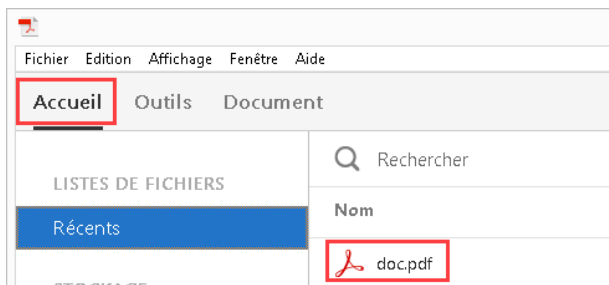 Fichier Edition Affichage Fenêtre Aide
Accueil Outils Document
Rechercher
LISTES DE FICHIERS
Nom
Récents
doc.pdf